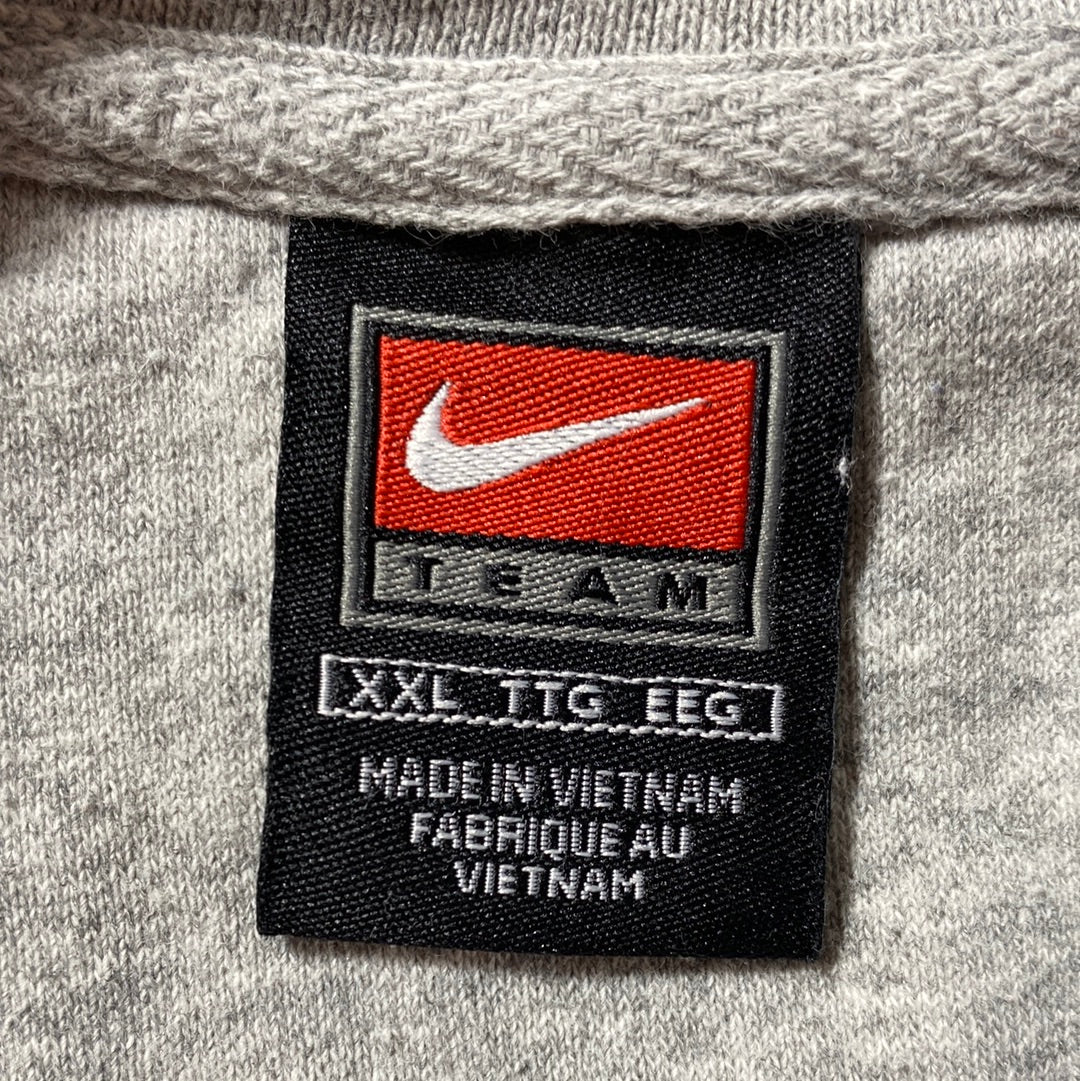 TEAM
XXL TTG EEG
MADE IN VIETNAM
FABRIQUE AU
VIETNAM